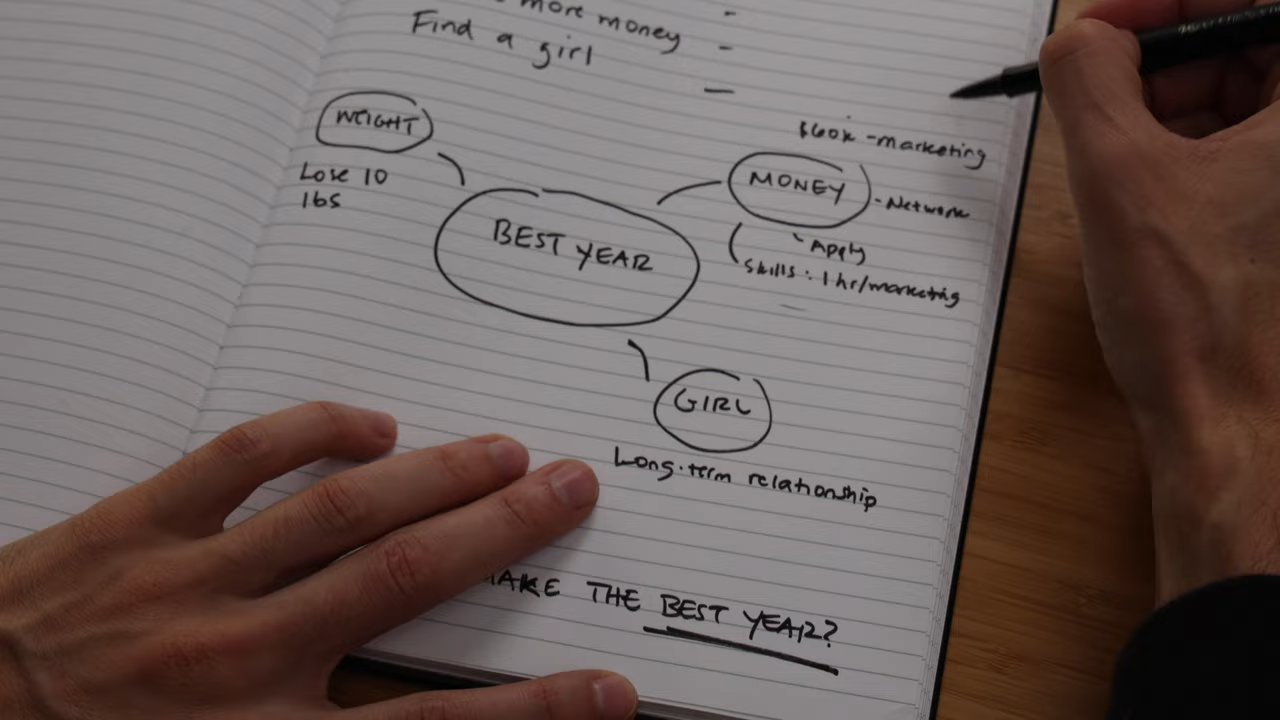 more money
Find a girl
WEIGHT
Lose 10
lbs
BEST YEAR
$60k - marketing
MONEY
- Network
Apply
Skills: 1 hr/marketing
GIRL
Long-term relationship
THE BEST YEAR?